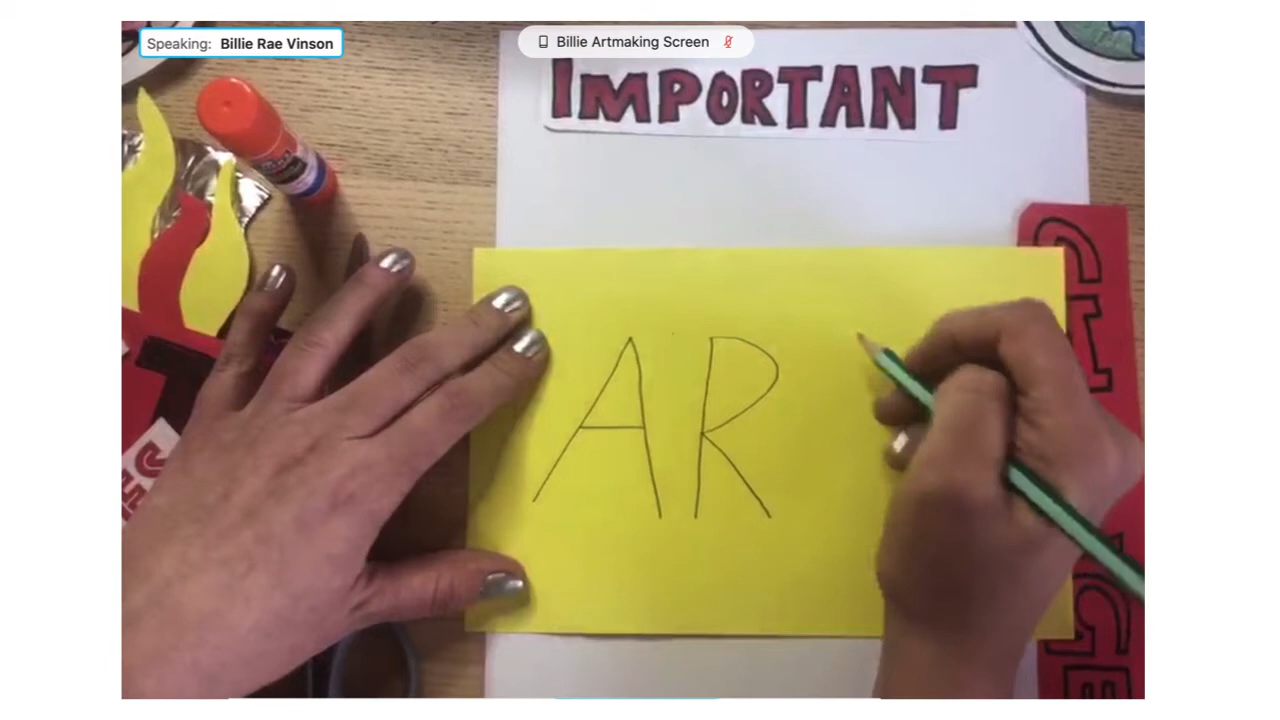 Speaking: Billie Rae Vinson
Billie Artmaking Screen
IMPORTANT
AR